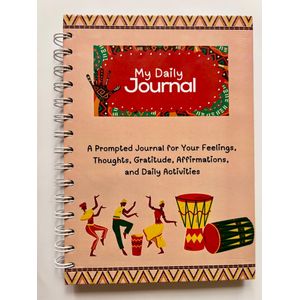 My Daily
Journal
A Prompted Journal for Your Feelings,
Thoughts, Gratitude, Affirmations,
and Daily Activities